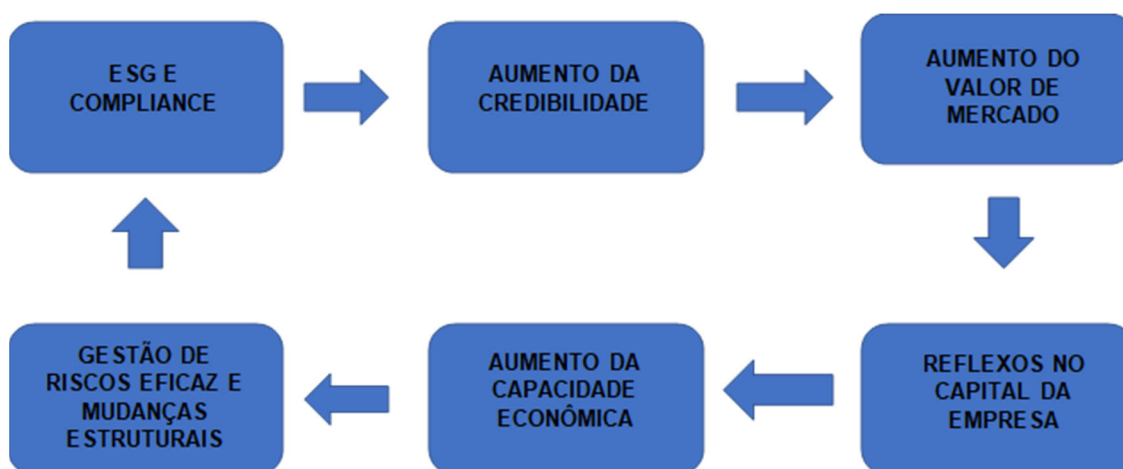 ESG E
COMPLIANCE
AUMENTO DA
CREDIBILIDADE
AUMENTO DO
VALOR DE
MERCADO
GESTÃO DE
RISCOS EFICAZ E
MUDANÇAS
ESTRUTURAIS
AUMENTO DA
CAPACIDADE
ECONÔMICA
REFLEXOS NO
CAPITAL DA
EMPRESA